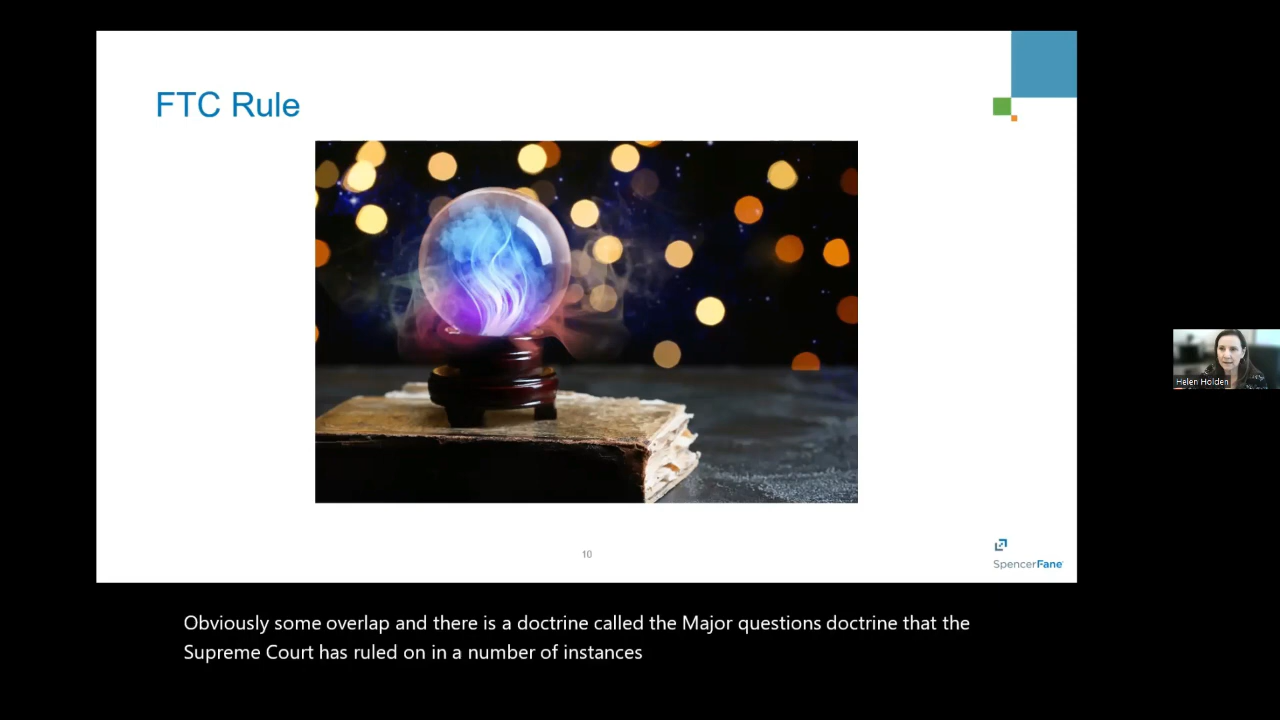 FTC Rule
Helen Holden
10
SpencerFane
Obviously some overlap and there is a doctrine called the Major questions doctrine that the
Supreme Court has ruled on in a number of instances